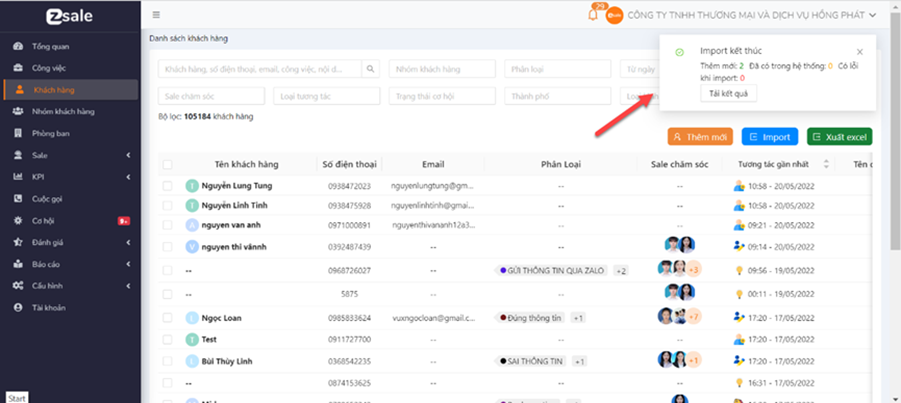 zsale
Tổng quan
Công việc
Khách hàng
Nhóm khách hàng
Phòng ban
Sale
KPI
Cuộc gọi
Cơ hội
9+
Đánh giá
Báo cáo
Cấu hình
Tài khoản
Start
29
zsale
CÔNG TY TNHH THƯƠNG MẠI VÀ DỊCH VỤ HỒNG PHÁT
Danh sách khách hàng
Khách hàng, số điện thoại, email, công việc, nội d...
Nhóm khách hàng
Phân loại
Từ ngày
Sale chăm sóc
Loại tương tác
Trạng thái cơ hội
Thành phố
Import kết thúc
Thêm mới: 2 Đã có trong hệ thống: 0 Có lỗi
khi import: 0
Tải kết quả
Bộ lọc: 105184 khách hàng
Thêm mới
Import
Xuất excel
Tên khách hàng Số điện thoại Email Phân Loại Sale chăm sóc Tương tác gần nhất
T Nguyễn Lung Tung 0938472023 nguyenlungtung@gm... -- -- 10:58 - 20/05/2022
T Nguyễn Linh Tinh 0938475928 nguyenlinhtinh@gmai... -- -- 10:58 - 20/05/2022
A nguyen van anh 0971000891 nguyenthivananh12a3... -- -- 09:21 - 20/05/2022
V nguyen thi vánnh 0392487439 -- -- 09:14 - 20/05/2022
-- 0968726027 -- GỬI THÔNG TIN QUA ZALO +2 +3 09:56 - 19/05/2022
-- 5875 -- -- 00:11 - 19/05/2022
L Ngọc Loan 0985833624 vuxngocloan@gmail.c... Đúng thông tin +1 +7 17:20 - 17/05/2022
T Test 0911727700 -- -- -- 17:20 - 17/05/2022
L Bùi Thùy Linh 0368542235 -- SAI THÔNG TIN +1 +1 17:20 - 17/05/2022
-- 0874153625 -- -- -- 16:31 - 17/05/2022